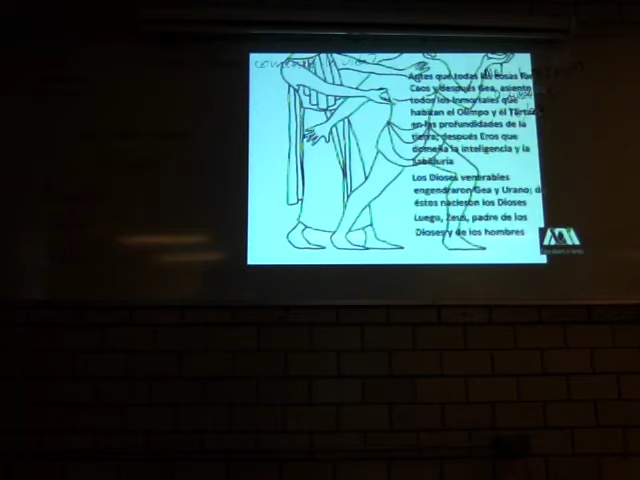 Antes que todas las cosas fue
Caos y después Gea, asiento
todos los Inmortales que
habitan el Olimpo y el Tárta
en las profundidades de la
tierra; después Eros que
domeña la inteligencia y la
sabiduría
Los Dioses venerables
engendraron Gea y Urano; d
éstos nacieron los Dioses
Luego, Zeus, padre de los
Dioses y de los hombres